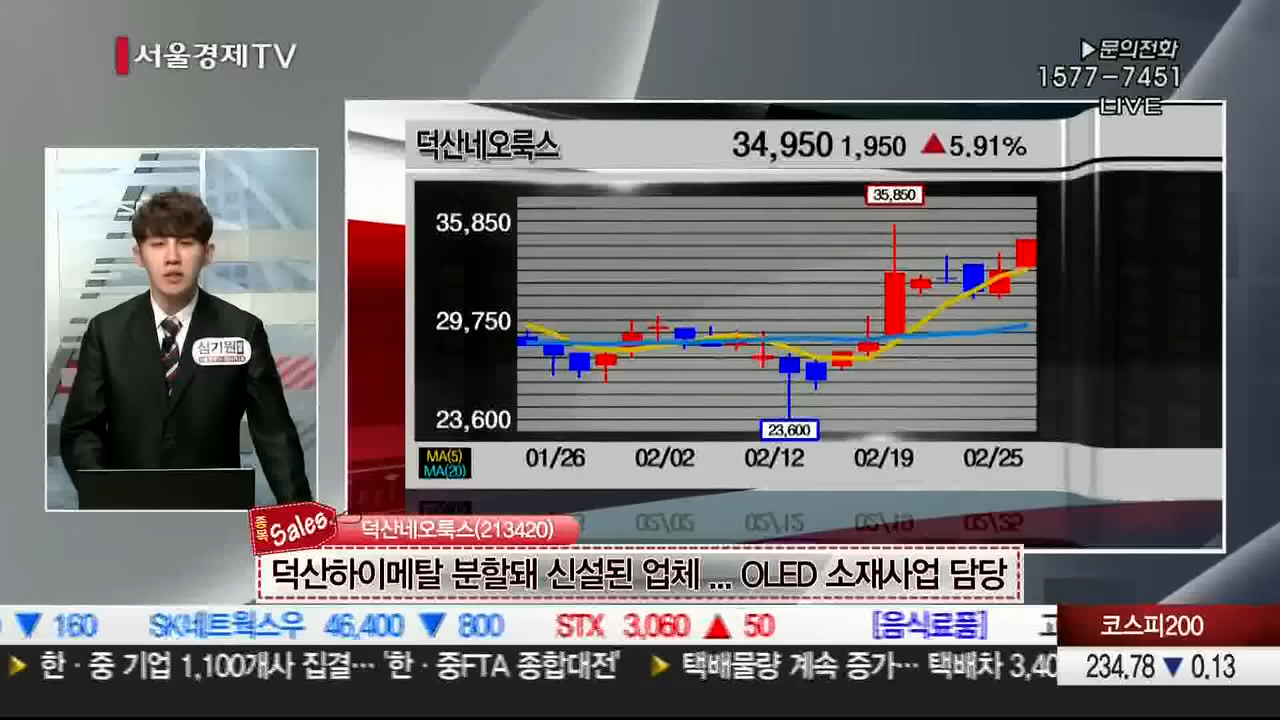 서울경제TV
▶문의전화
1577-7451
LIVE
덕산네오룩스 34,950 1,950 ▲5.91%
35,850
35,850
29,750
23,600
23,600
MA(5)
MA(20)
01/26 02/02 02/12 02/19 02/25
심기원
Sales
덕산네오룩스(213420)
덕산하이메탈 분할돼 신설된 업체 ... OLED 소재사업 담당
▼ 160 SK네트웍스우 46,400 ▼ 800 STX 3,060 ▲ 50 [음식료품]
코스피200
한·중 기업 1,100개사 집결… '한·중FTA 종합대전' 택배물량 계속 증가… 택배차 3,40
234.78 ▼ 0.13